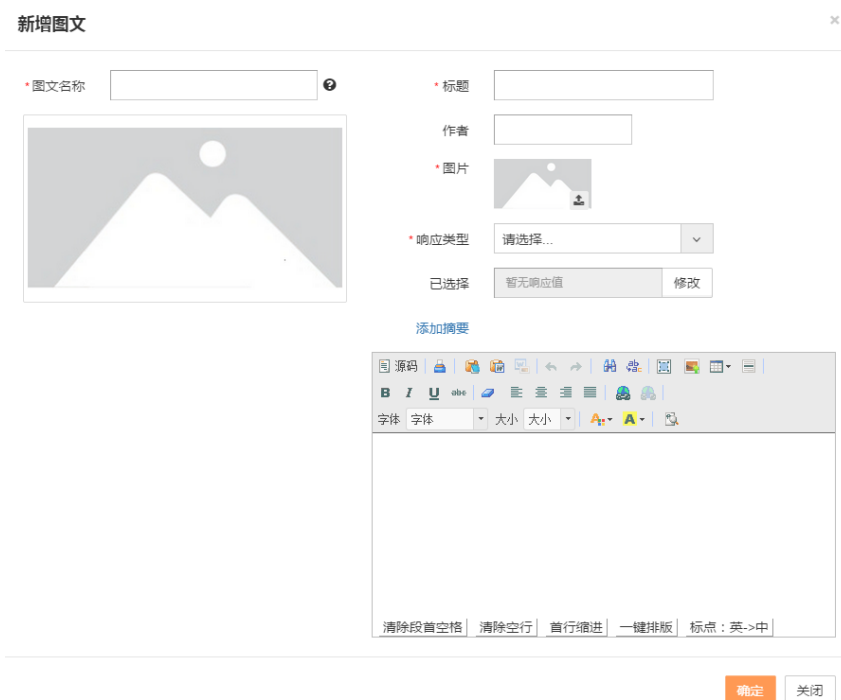 新增图文
×
*图文名称
*标题
作者
*图片
*响应类型 请选择...
已选择 暂无响应值 修改
添加摘要
源码
B I U abc
字体 字体 大小 大小 A A
清除段首空格 清除空行 首行缩进 一键排版 标点：英->中
确定 关闭